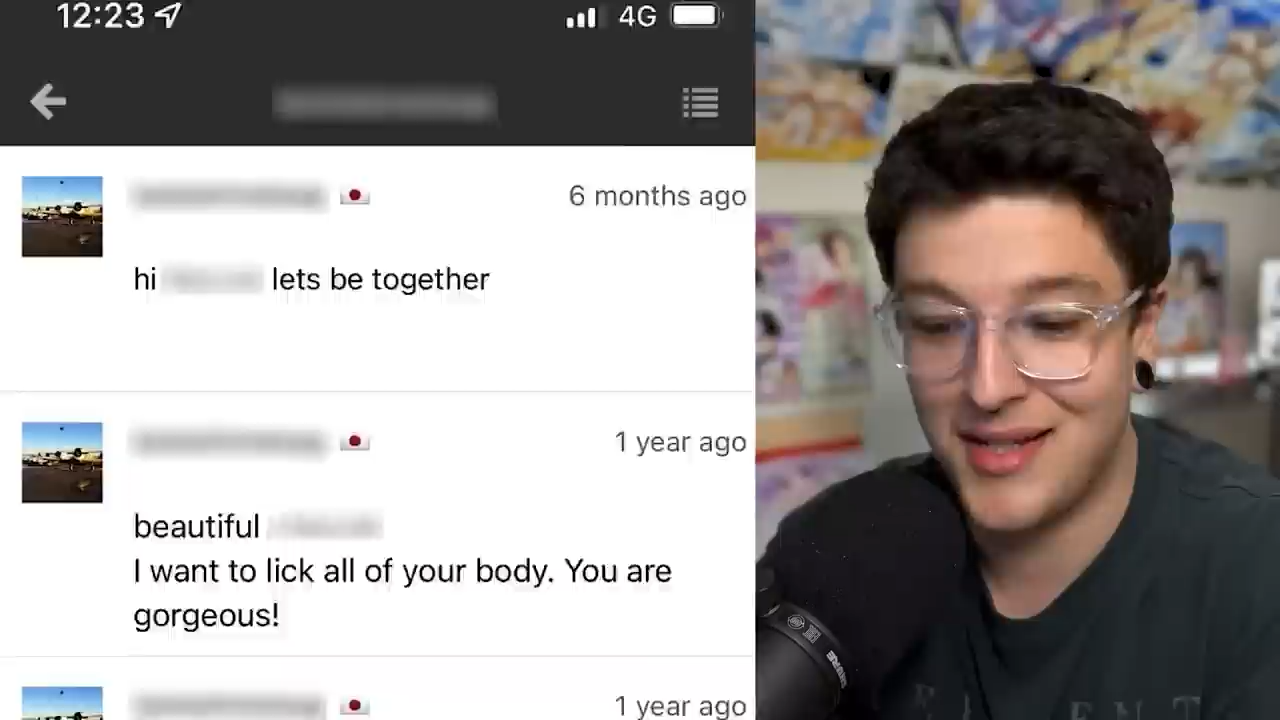 12:23
4G
6 months ago
hi lets be together
1 year ago
beautiful
I want to lick all of your body. You are
gorgeous!
1 year ago
SHURE